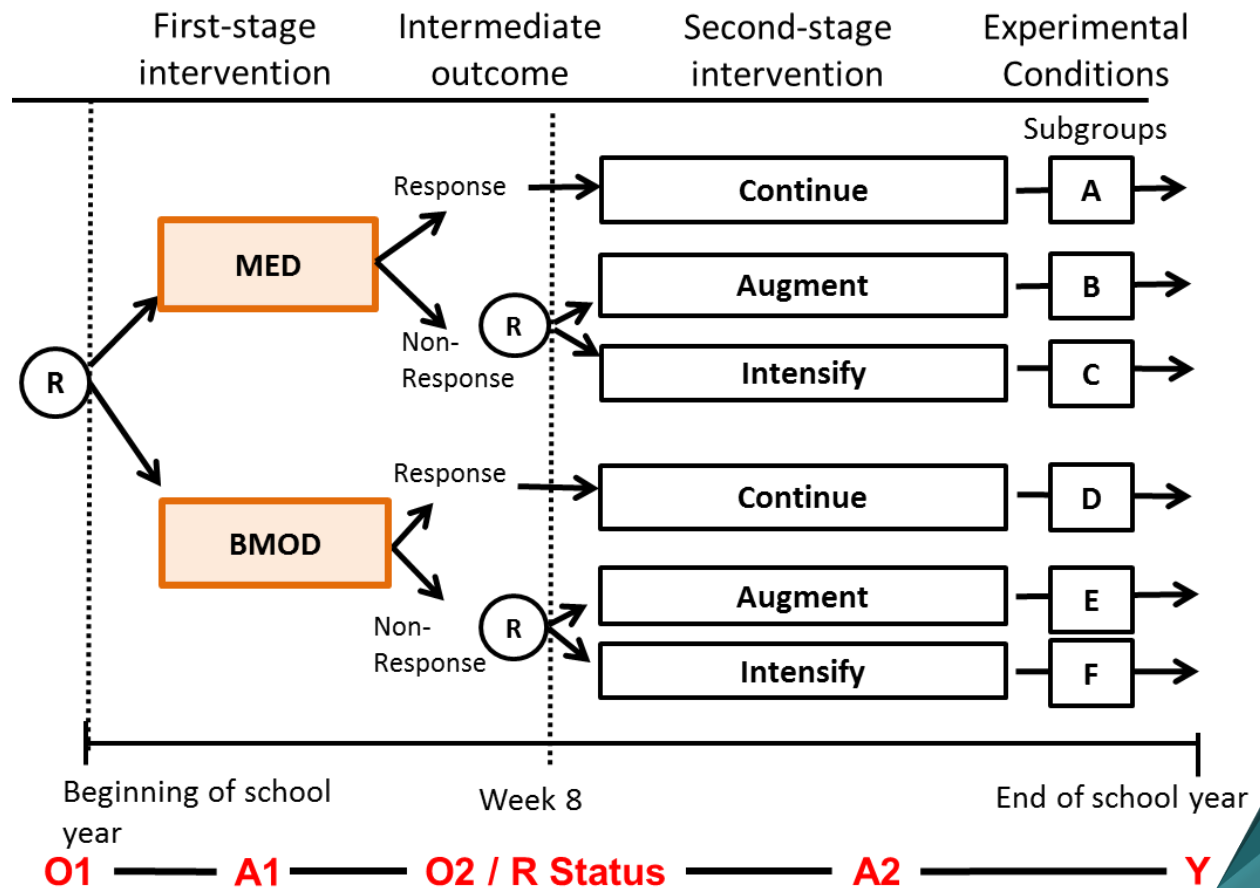 First-stage
intervention
Intermediate
outcome
Second-stage
intervention
Experimental
Conditions
Subgroups
Response
Continue
A
MED
Augment
B
R
Non-
Response
Intensify
C
R
Response
Continue
D
BMOD
Augment
E
R
Non-
Response
Intensify
F
Beginning of school
year
Week 8
End of school year
O1 A1 O2 / R Status A2 Y